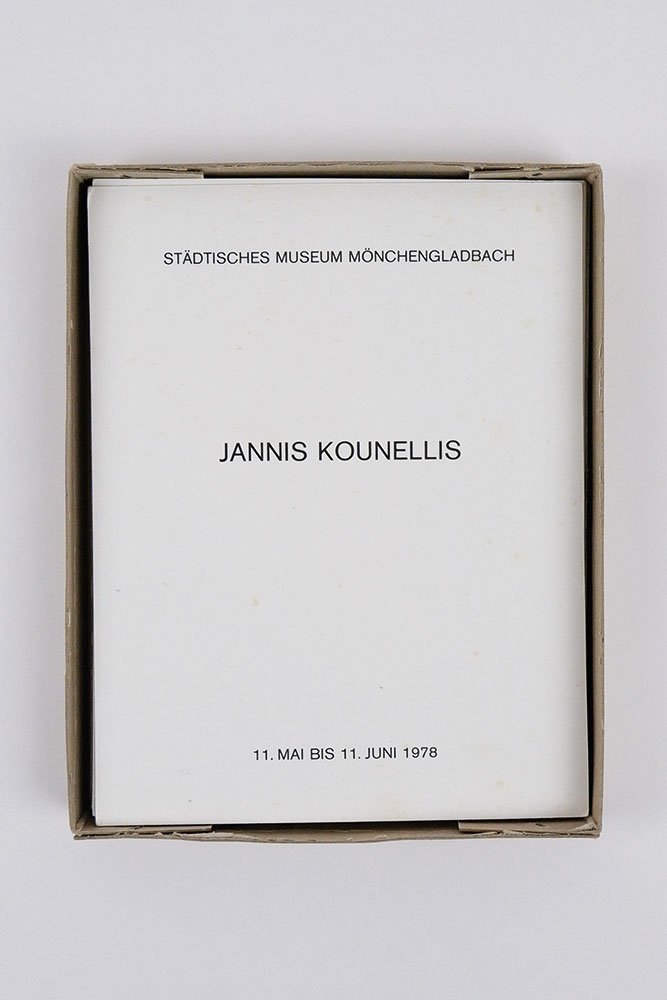 STÄDTISCHES MUSEUM MÖNCHENGLADBACH
JANNIS KOUNELLIS
11. MAI BIS 11. JUNI 1978